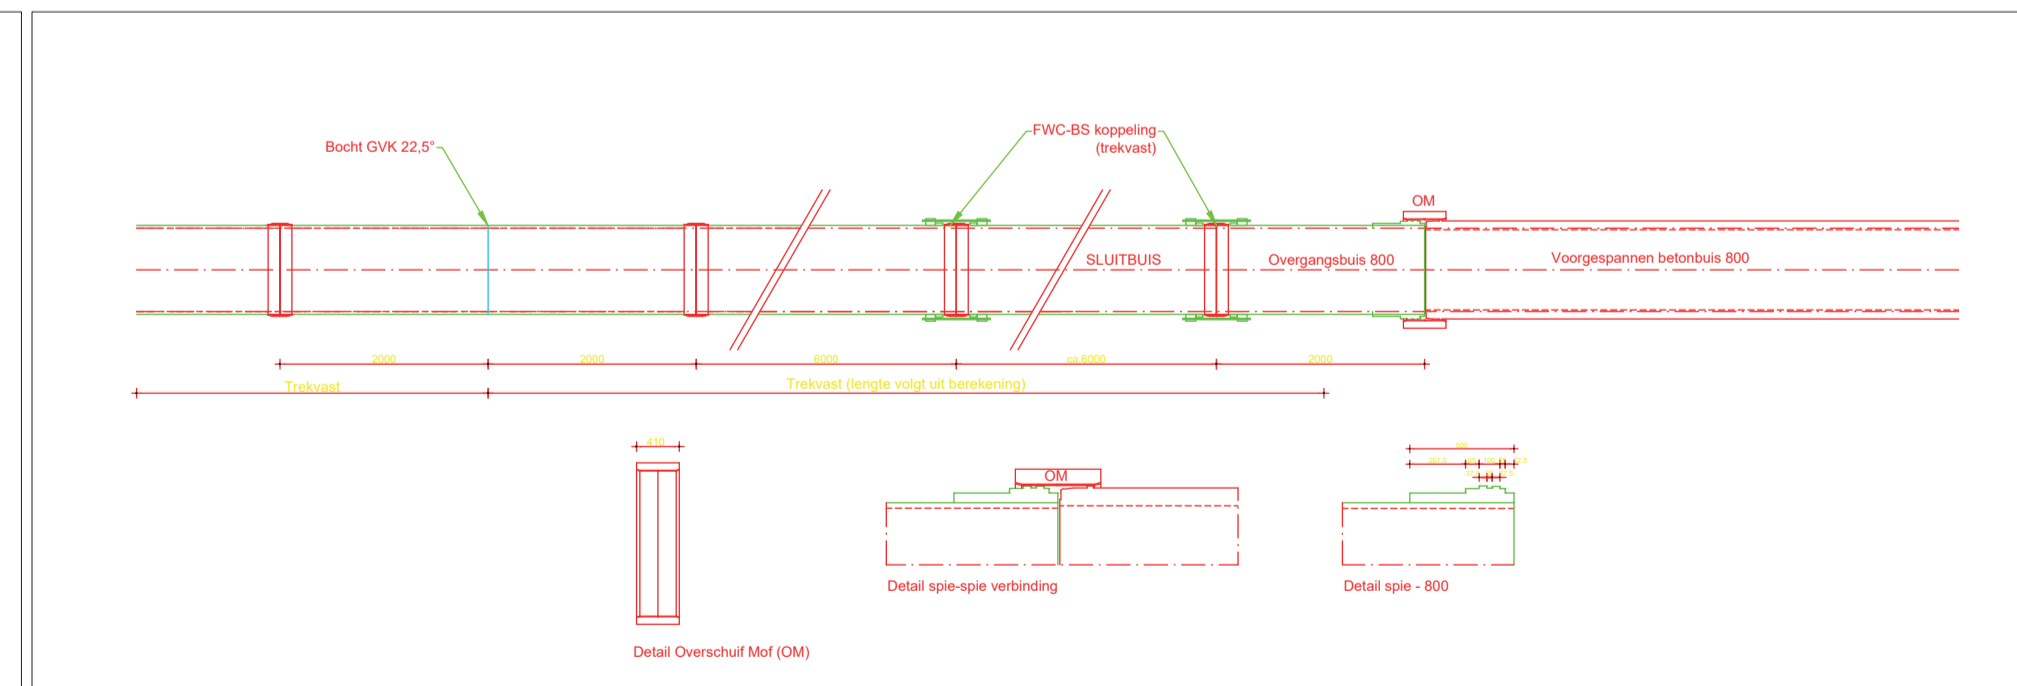 FWC-BS koppeling
(trekvast)
Bocht GVK 22,5°
OM
SLUITBUIS
Overgangsbuis 800
Voorgespannen betonbuis 800
2000
2000
6000
ca.6000
2000
Trekvast
Trekvast (lengte volgt uit berekening)
410
OM
Detail Overschuif Mof (OM)
Detail spie-spie verbinding
Detail spie - 800